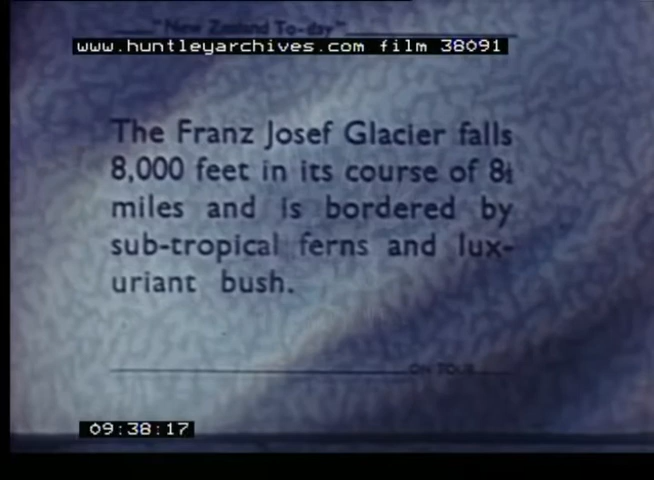 "New Zealand To-day"
www.huntleyarchives.com film 38091
The Franz Josef Glacier falls
8,000 feet in its course of 8½
miles and is bordered by
sub-tropical ferns and lux-
uriant bush.
ON TOUR
09:38:17